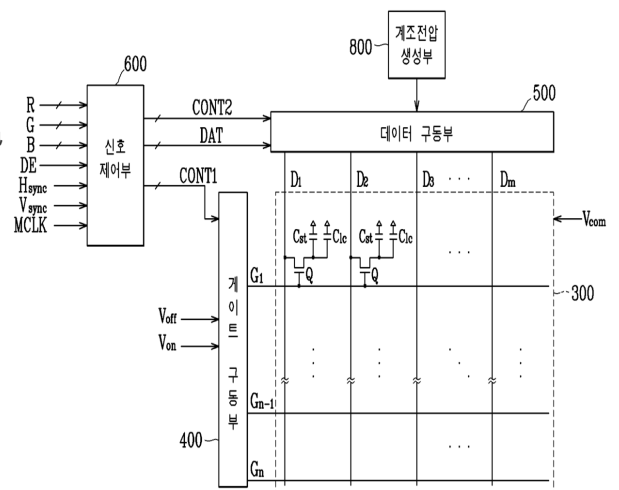 계조전압
생성부
800
600
500
R
G
B
DE
Hsync
Vsync
MCLK
신호
제어부
CONT2
DAT
CONT1
데이터 구동부
D1 D2 D3 · · · Dm
Vcom
Cst Clc Cst Clc
Q Q
G1
300
Voff
Von
게이트 구동부
Gn-1
400
Gn